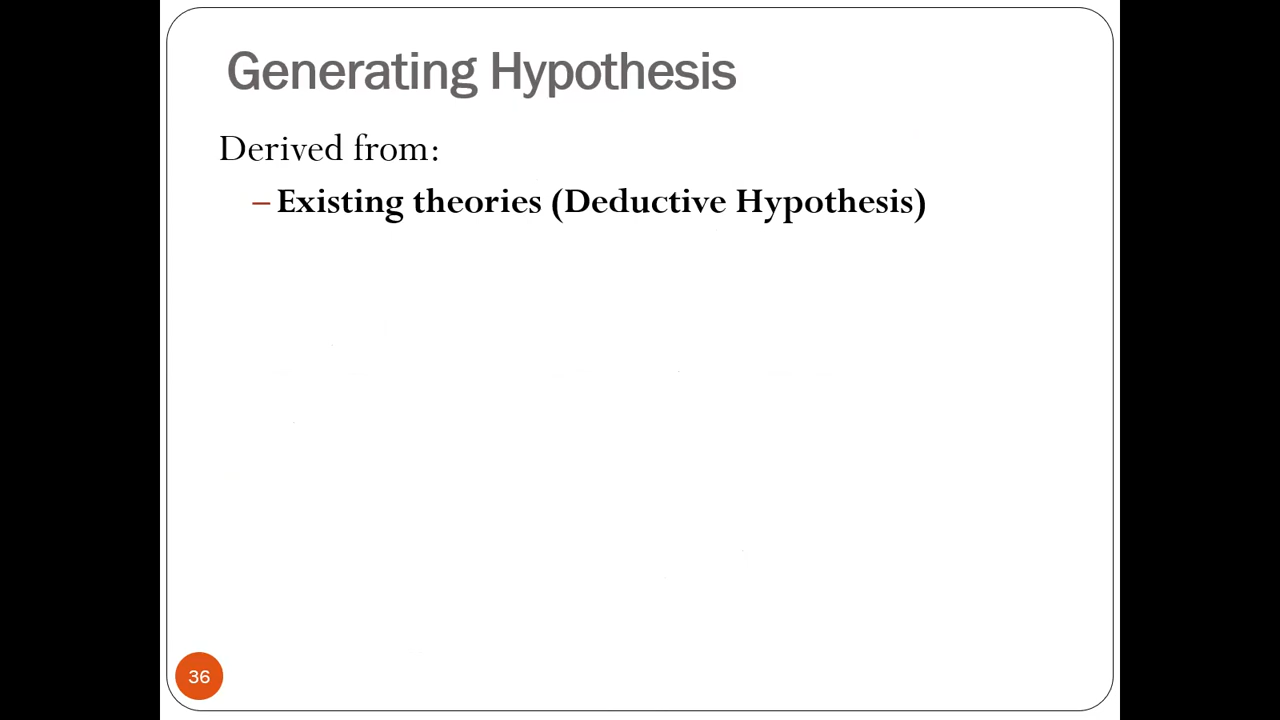 Generating Hypothesis
Derived from:
– Existing theories (Deductive Hypothesis)
36